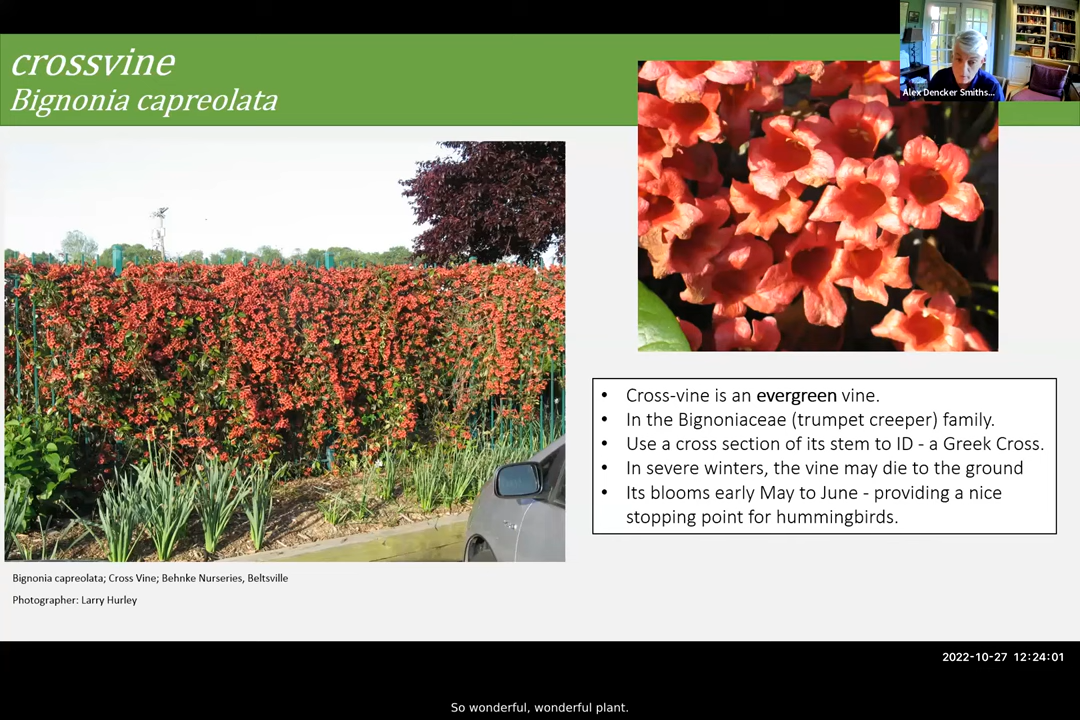 crossvine
Bignonia capreolata
Alex Dencker Smiths...
• Cross-vine is an evergreen vine.
• In the Bignoniaceae (trumpet creeper) family.
• Use a cross section of its stem to ID - a Greek Cross.
• In severe winters, the vine may die to the ground
• Its blooms early May to June - providing a nice
stopping point for hummingbirds.
Bignonia capreolata; Cross Vine; Behnke Nurseries, Beltsville
Photographer: Larry Hurley
2022-10-27 12:24:01
So wonderful, wonderful plant.